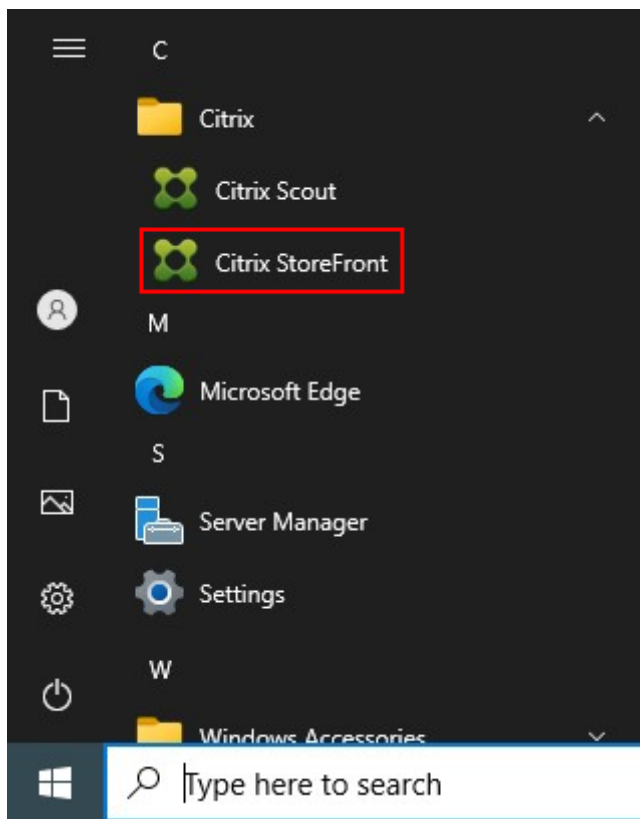 C
Citrix
Citrix Scout
Citrix StoreFront
M
Microsoft Edge
S
Server Manager
Settings
W
Windows Accessories
Type here to search